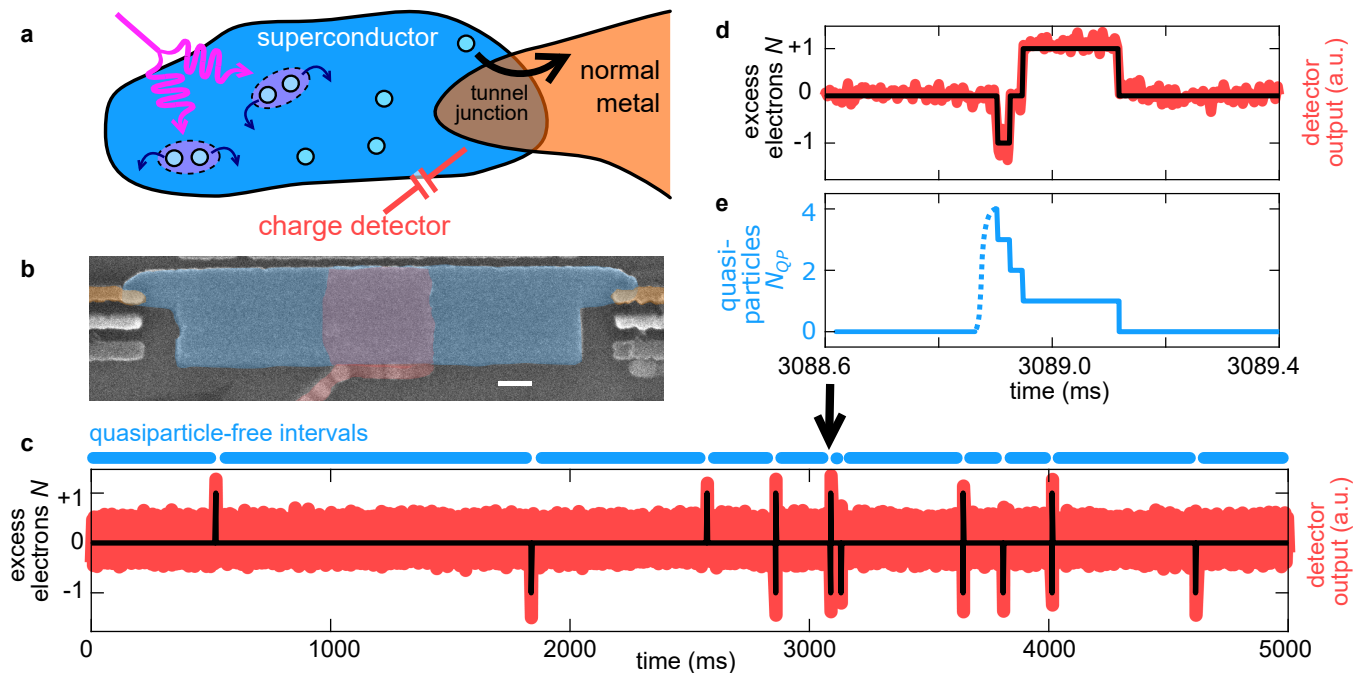 a
superconductor
normal
metal
tunnel
junction
charge detector
b
c
quasiparticle-free intervals
excess
electrons N
+1
0
-1
detector
output (a.u.)
0
1000
2000
3000
4000
5000
time (ms)
d
excess
electrons N
+1
0
-1
detector
output (a.u.)
e
quasi-
particles
N_QP
4
2
0
3088.6
3089.0
3089.4
time (ms)